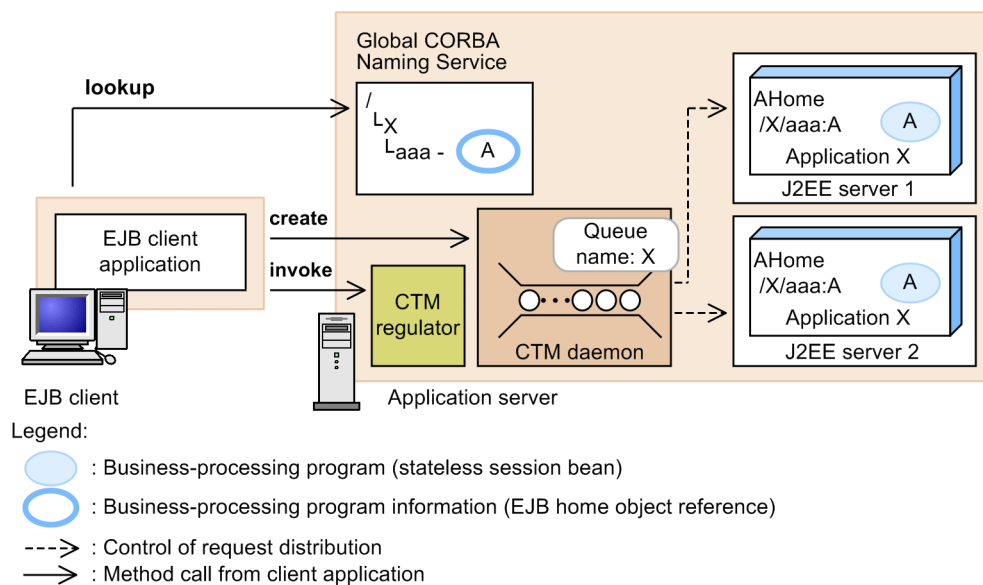 Global CORBA
Naming Service
lookup
/
└X
└aaa -
A
AHome
/X/aaa:A
A
Application X
J2EE server 1
create
EJB client
application
invoke
CTM
regulator
Queue
name: X
CTM daemon
AHome
/X/aaa:A
A
Application X
J2EE server 2
EJB client
Application server
Legend:
: Business-processing program (stateless session bean)
: Business-processing program information (EJB home object reference)
: Control of request distribution
: Method call from client application